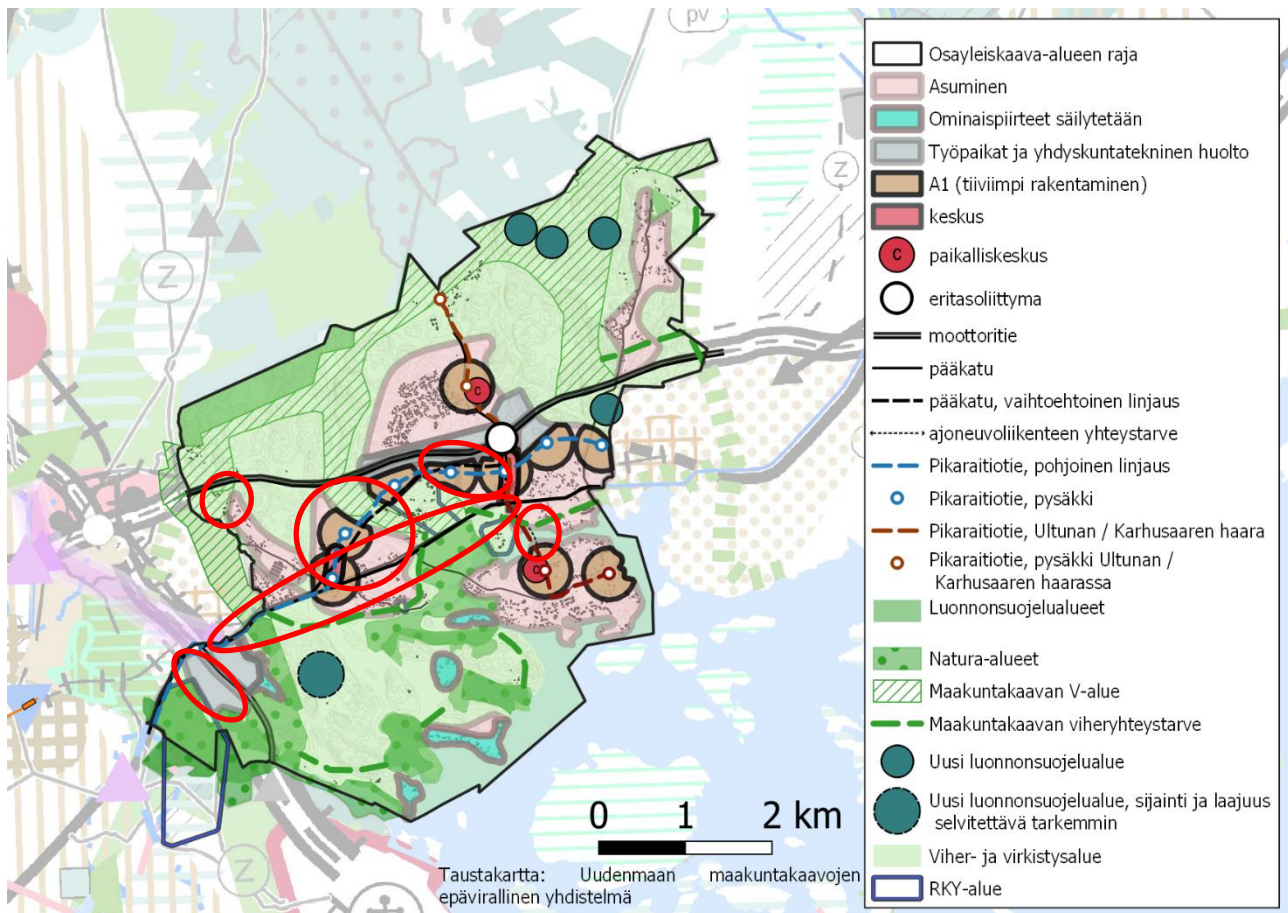 pv
Z
Z
Z
C
C
0 1 2 km
Taustakartta: Uudenmaan maakuntakaavojen
epävirallinen yhdistelmä
Osayleiskaava-alueen raja
Asuminen
Ominaispiirteet säilytetään
Työpaikat ja yhdyskuntatekninen huolto
A1 (tiiviimpi rakentaminen)
keskus
C
paikalliskeskus
eritasoliittyma
moottoritie
pääkatu
pääkatu, vaihtoehtoinen linjaus
ajoneuvoliikenteen yhteystarve
Pikaraitiotie, pohjoinen linjaus
Pikaraitiotie, pysäkki
Pikaraitiotie, Ultunan / Karhusaaren haara
Pikaraitiotie, pysäkki Ultunan /
Karhusaaren haarassa
Luonnonsuojelualueet
Natura-alueet
Maakuntakaavan V-alue
Maakuntakaavan viheryhteystarve
Uusi luonnonsuojelualue
Uusi luonnonsuojelualue, sijainti ja laajuus
selvitettävä tarkemmin
Viher- ja virkistysalue
RKY-alue